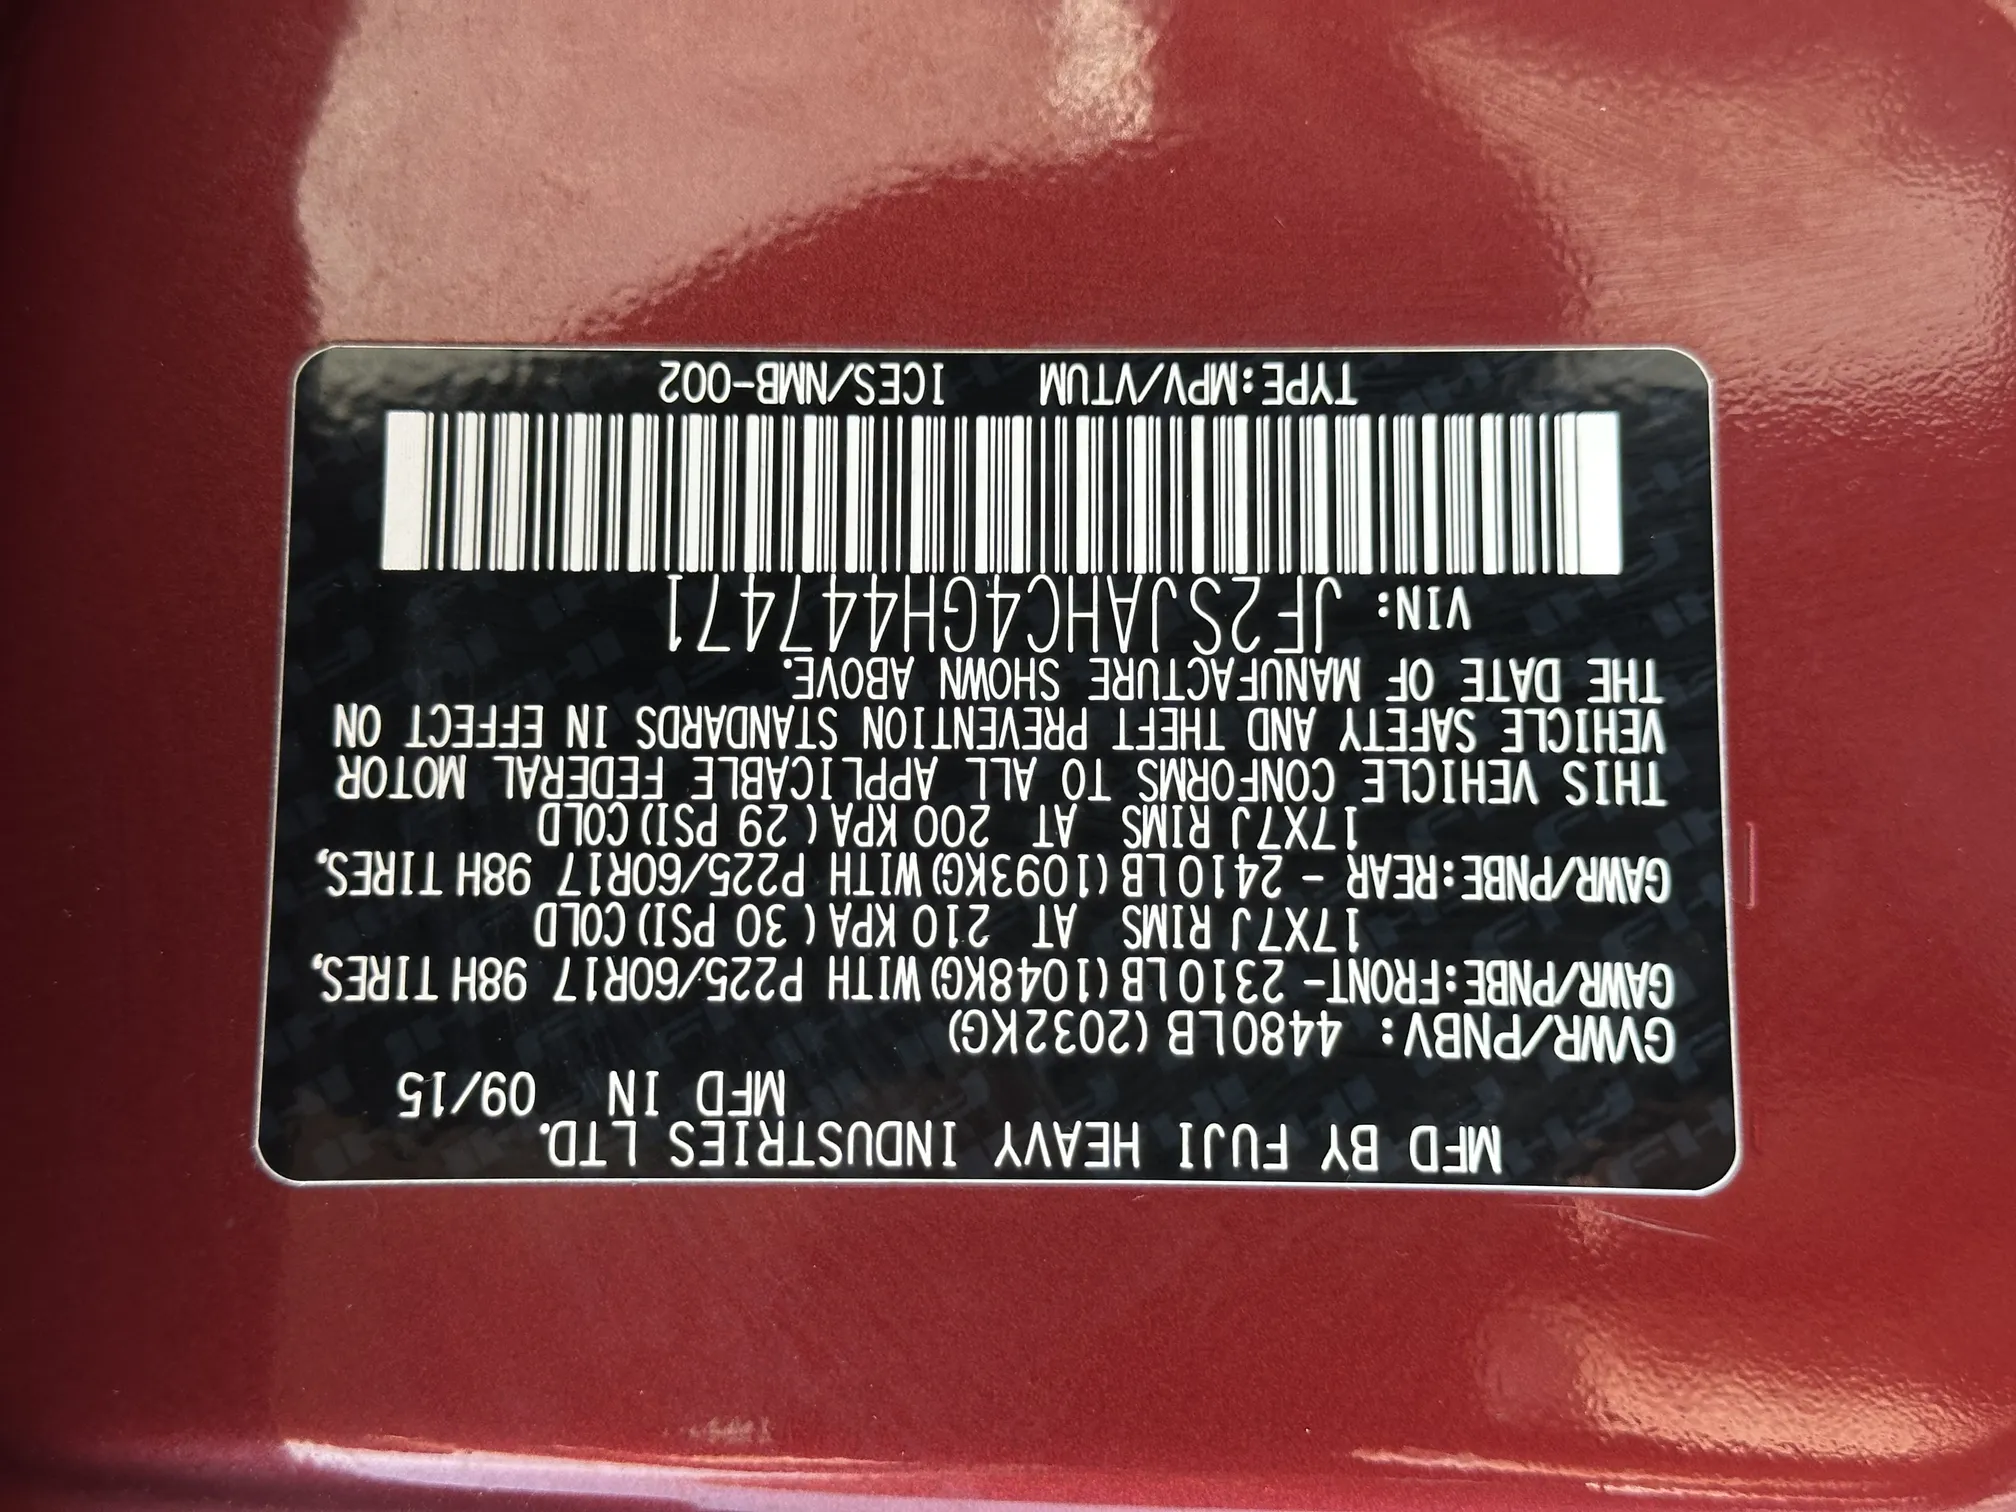 MFD BY FUJI HEAVY INDUSTRIES LTD.
MFD IN 09/15
GVWR/PNBV: 4480LB (2032KG)
GAWR/PNBE:FRONT- 2310LB (1048KG) WITH P225/60R17 98H TIRES,
17X7J RIMS AT 210 KPA ( 30 PSI) COLD
GAWR/PNBE:REAR - 2410LB (1093KG) WITH P225/60R17 98H TIRES,
17X7J RIMS AT 200 KPA ( 29 PSI) COLD
THIS VEHICLE CONFORMS TO ALL APPLICABLE FEDERAL MOTOR
VEHICLE SAFETY AND THEFT PREVENTION STANDARDS IN EFFECT ON
THE DATE OF MANUFACTURE SHOWN ABOVE.
VIN: JF2SJAHC4GH447471
TYPE:MPV/VTUM ICES/NMB-002